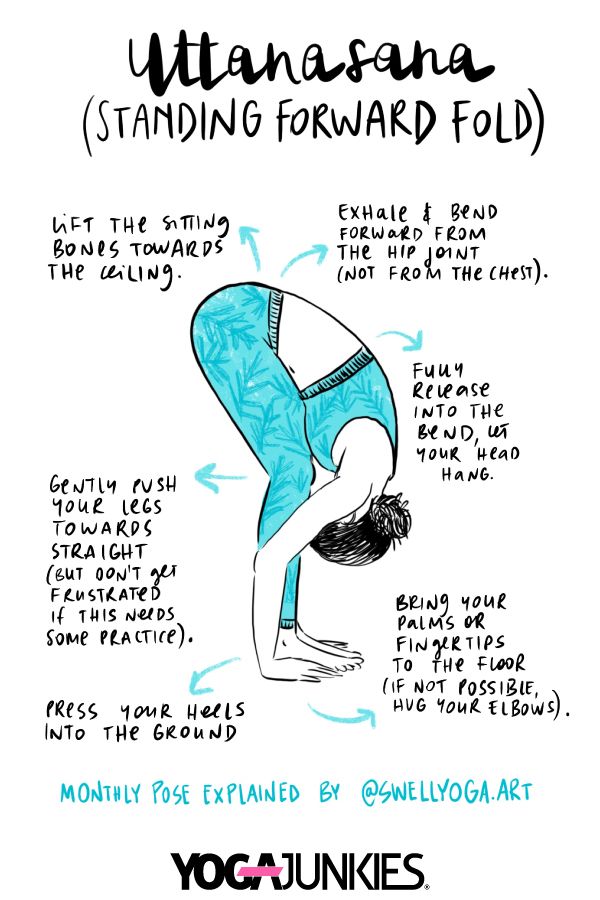 Uttanasana
(STANDING FORWARD FOLD)
LIFT THE SITTING
BONES TOWARDS
THE CEILING.
EXHALE & BEND
FORWARD FROM
THE HIP JOINT
(NOT FROM THE CHEST).
FULLY
RELEASE
INTO THE
BEND, LET
YOUR HEAD
HANG.
GENTLY PUSH
YOUR LEGS
TOWARDS
STRAIGHT
(BUT DON'T GET
FRUSTRATED
IF THIS NEEDS
SOME PRACTICE).
BRING YOUR
PALMS OR
FINGERTIPS
TO THE FLOOR
(IF NOT POSSIBLE,
HUG YOUR ELBOWS).
PRESS YOUR HEELS
INTO THE GROUND
MONTHLY POSE EXPLAINED BY @SWELLYOGA.ART
YOGAJUNKIES®